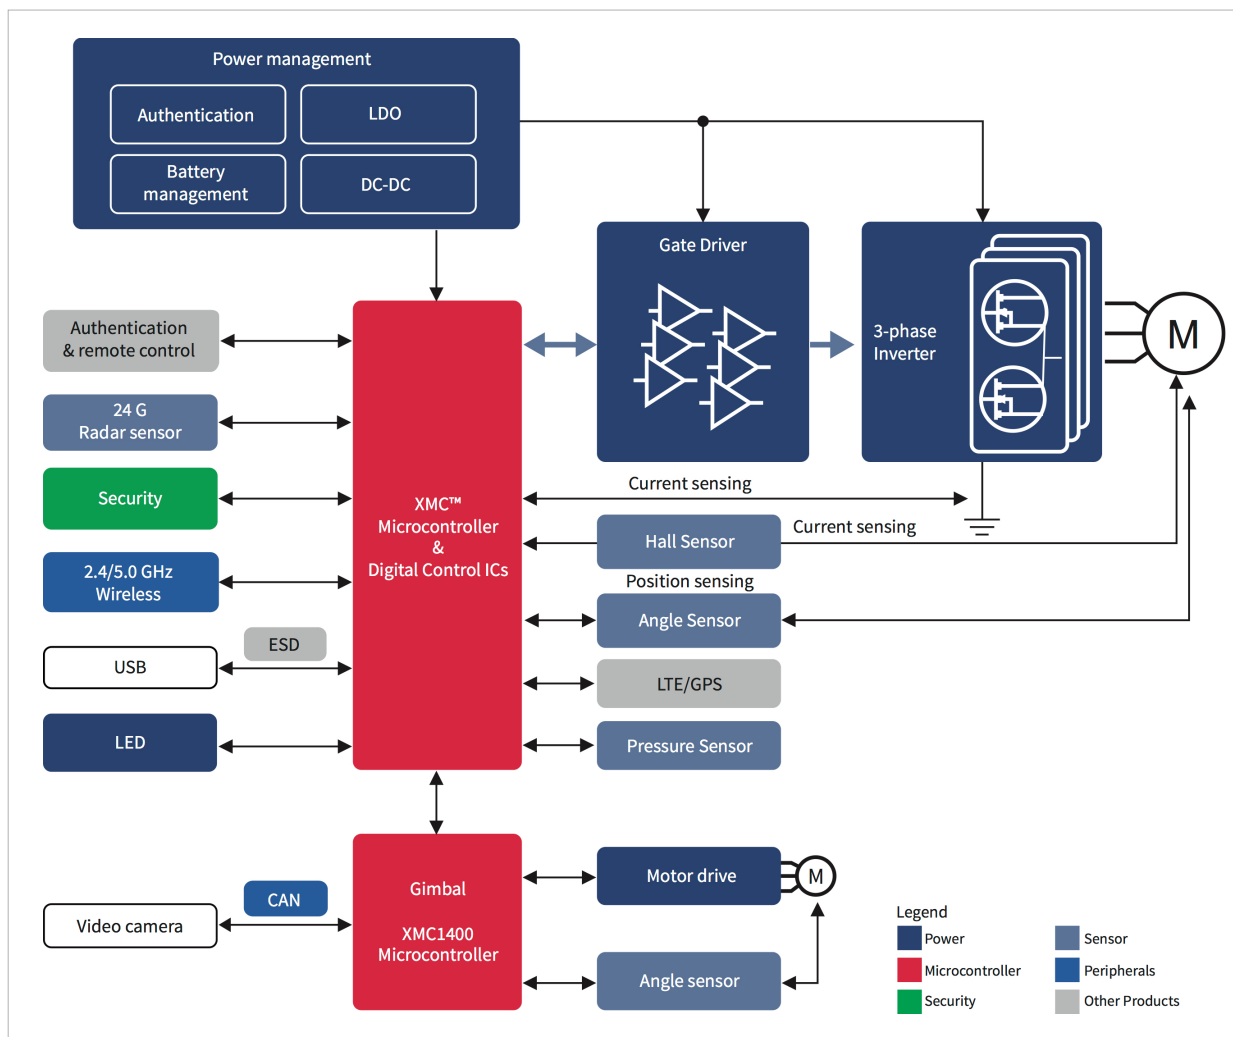 Power management
Authentication
LDO
Battery
management
DC-DC
Gate Driver
3-phase
Inverter
M
Authentication
& remote control
24 G
Radar sensor
Security
2.4/5.0 GHz
Wireless
USB
ESD
LED
XMC™
Microcontroller
&
Digital Control ICs
Current sensing
Hall Sensor
Current sensing
Position sensing
Angle Sensor
LTE/GPS
Pressure Sensor
Gimbal
XMC1400
Microcontroller
Video camera
CAN
Motor drive
M
Angle sensor
Legend
Power
Sensor
Microcontroller
Peripherals
Security
Other Products